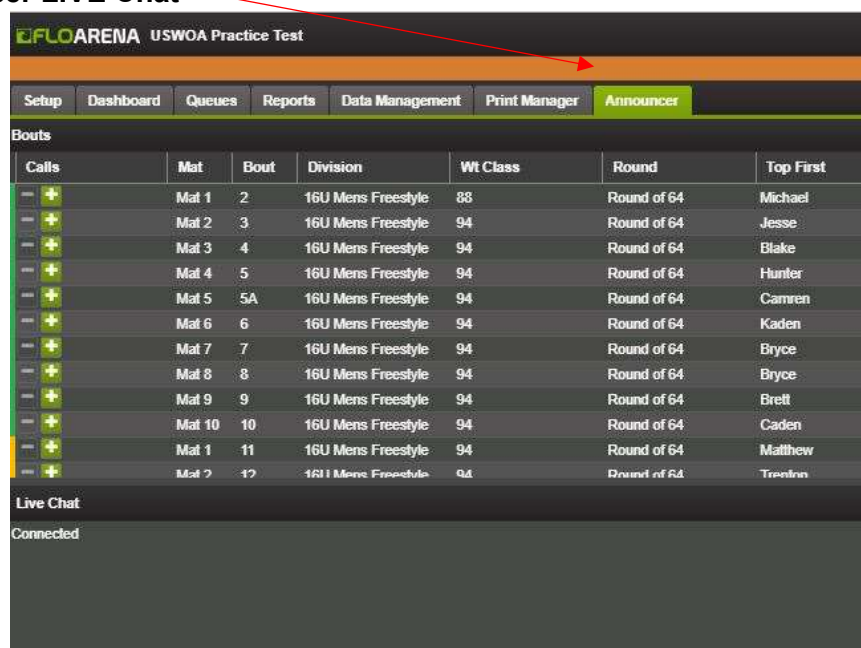 LIVE Chat
FLOARENA USWOA Practice Test
Setup Dashboard Queues Reports Data Management Print Manager Announcer
Bouts
Calls Mat Bout Division Wt Class Round Top First
Mat 1 2 16U Mens Freestyle 88 Round of 64 Michael
Mat 2 3 16U Mens Freestyle 94 Round of 64 Jesse
Mat 3 4 16U Mens Freestyle 94 Round of 64 Blake
Mat 4 5 16U Mens Freestyle 94 Round of 64 Hunter
Mat 5 5A 16U Mens Freestyle 94 Round of 64 Camren
Mat 6 6 16U Mens Freestyle 94 Round of 64 Kaden
Mat 7 7 16U Mens Freestyle 94 Round of 64 Bryce
Mat 8 8 16U Mens Freestyle 94 Round of 64 Bryce
Mat 9 9 16U Mens Freestyle 94 Round of 64 Brett
Mat 10 10 16U Mens Freestyle 94 Round of 64 Caden
Mat 1 11 16U Mens Freestyle 94 Round of 64 Matthew
Mat 2 12 16U Mens Freestyle 94 Round of 64 Trenton
Live Chat
Connected